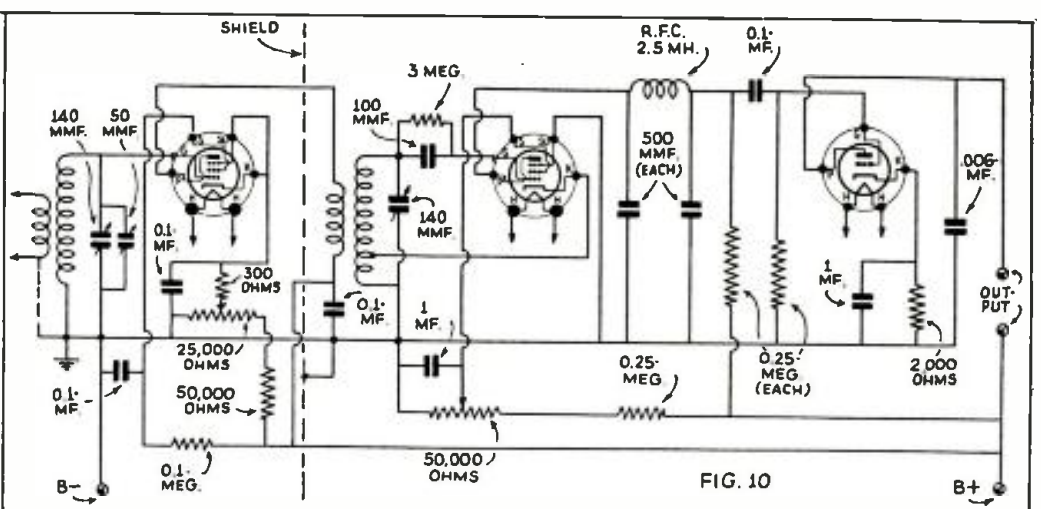 SHIELD
R.F.C.
2.5 MH.
0.1-
MF.
3 MEG.
140
MMF.
50
MMF.
100
MMF.
500
MMF.
(EACH)
.006-
MF.
140
MMF.
0.1-
MF.
300
OHMS
0.1-
MF.
1
MF.
1
MF.
OUT-
PUT
25,000
OHMS
0.25-
MEG.
0.25-
MEG.
(EACH)
2,000
OHMS
0.1-
MF.
50,000
OHMS
0.1-
MEG.
50,000
OHMS
FIG. 10
B-
B+
H
H
H
H
H
H
K
K